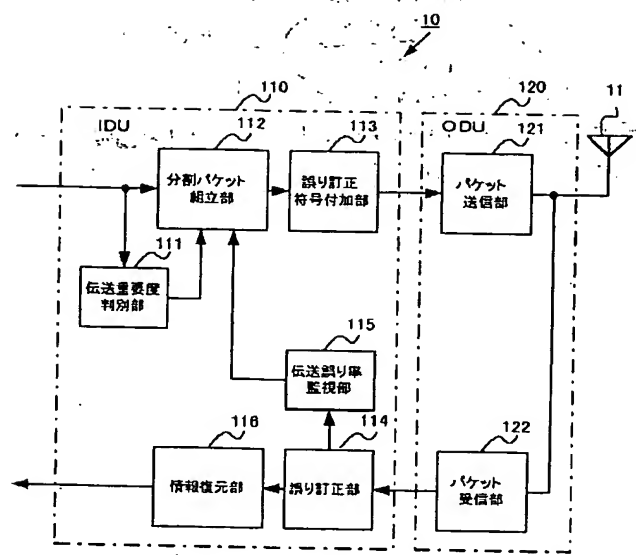 10
110
IDU
112
分割パケット
組立部
113
誤り訂正
符号付加部
120
ODU
121
パケット
送信部
11
111
伝送重要度
判別部
115
伝送誤り率
監視部
116
情報復元部
114
誤り訂正部
122
パケット
受信部